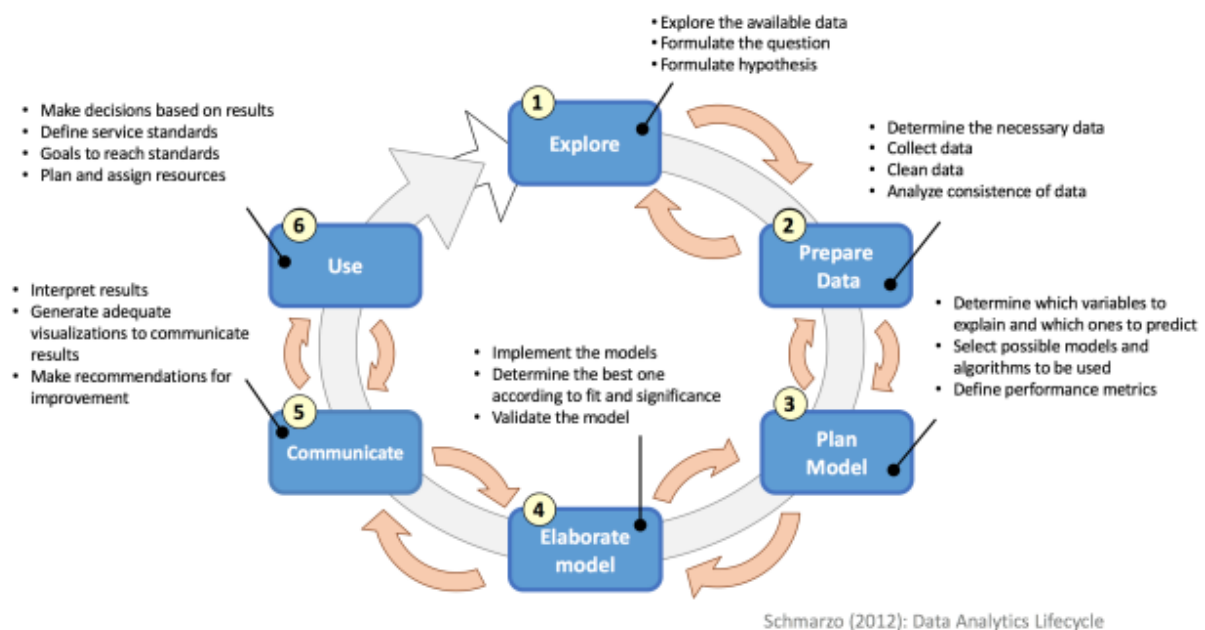 • Explore the available data
• Formulate the question
• Formulate hypothesis
1
Explore
• Determine the necessary data
• Collect data
• Clean data
• Analyze consistence of data
2
Prepare
Data
• Determine which variables to
explain and which ones to predict
• Select possible models and
algorithms to be used
• Define performance metrics
3
Plan
Model
• Implement the models
• Determine the best one
according to fit and significance
• Validate the model
4
Elaborate
model
• Interpret results
• Generate adequate
visualizations to communicate
results
• Make recommendations for
improvement
5
Communicate
• Make decisions based on results
• Define service standards
• Goals to reach standards
• Plan and assign resources
6
Use
Schmarzo (2012): Data Analytics Lifecycle